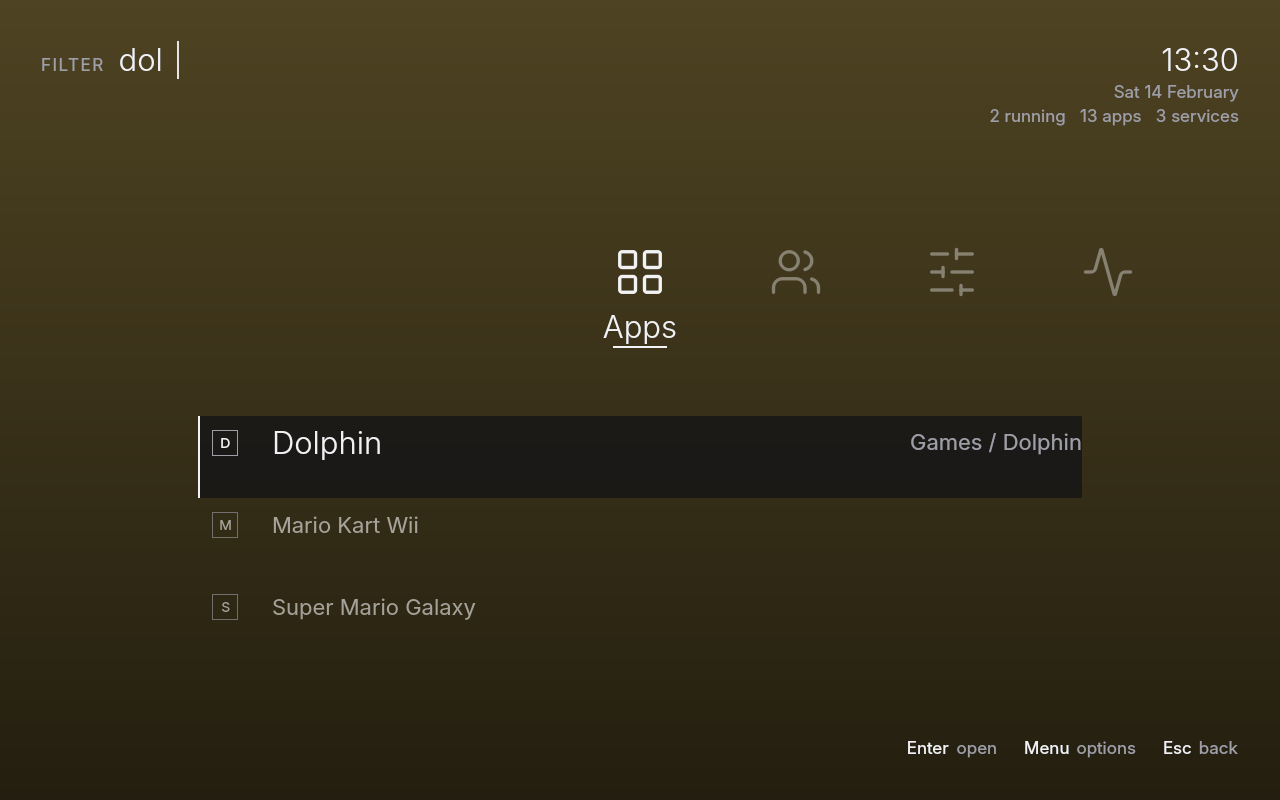 FILTER dol
13:30
Sat 14 February
2 running 13 apps 3 services
Apps
D Dolphin Games / Dolphin
M Mario Kart Wii
S Super Mario Galaxy
Enter open Menu options Esc back